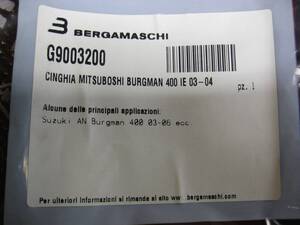 BERGAMASCHI
G9003200
CINGHIA MITSUBOSHI BURGMAN 400 IE 03-04 pz. 1
Alcune delle principali applicazioni:
Suzuki AN Burgman 400 03-06 ecc.
Per ulteriori informazioni si rimanda al sito www.bergamaschi.com